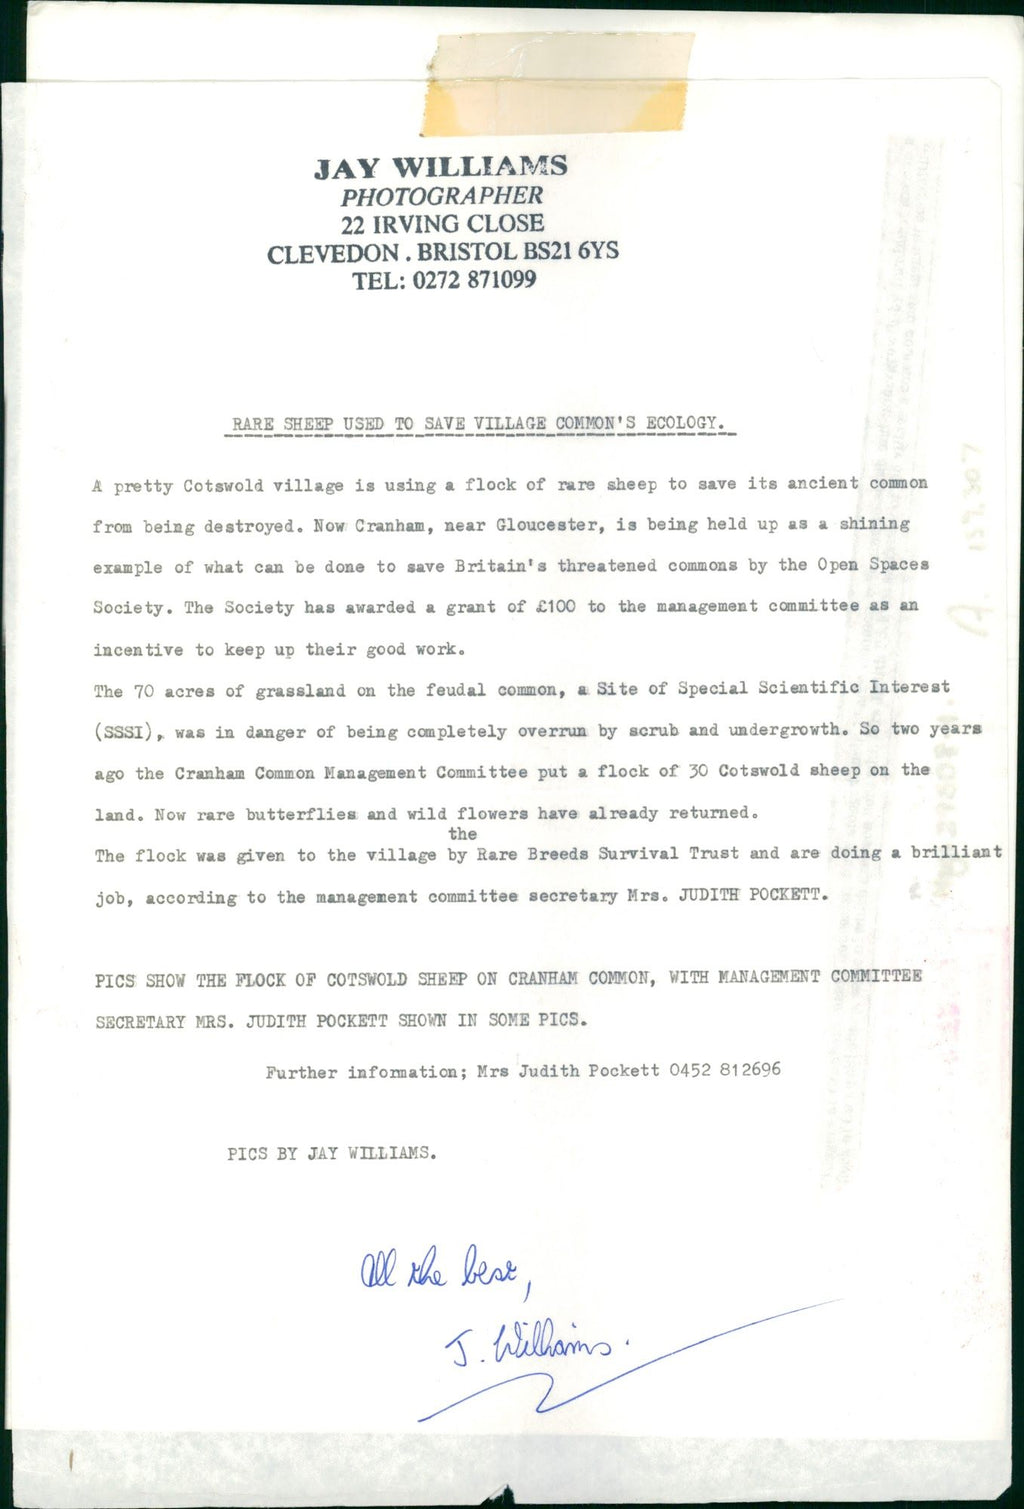 JAY WILLIAMS
PHOTOGRAPHER
22 IRVING CLOSE
CLEVEDON . BRISTOL BS21 6YS
TEL: 0272 871099
RARE SHEEP USED TO SAVE VILLAGE COMMON'S ECOLOGY.
A pretty Cotswold village is using a flock of rare sheep to save its ancient common
from being destroyed. Now Cranham, near Gloucester, is being held up as a shining
example of what can be done to save Britain's threatened commons by the Open Spaces
Society. The Society has awarded a grant of £100 to the management committee as an
incentive to keep up their good work.
The 70 acres of grassland on the feudal common, a Site of Special Scientific Interest
(SSSI), was in danger of being completely overrun by scrub and undergrowth. So two years
ago the Cranham Common Management Committee put a flock of 30 Cotswold sheep on the
land. Now rare butterflies and wild flowers have already returned.
the
The flock was given to the village by Rare Breeds Survival Trust and are doing a brilliant
job, according to the management committee secretary Mrs. JUDITH POCKETT.
PICS SHOW THE FLOCK OF COTSWOLD SHEEP ON CRANHAM COMMON, WITH MANAGEMENT COMMITTEE
SECRETARY MRS. JUDITH POCKETT SHOWN IN SOME PICS.
Further information; Mrs Judith Pockett 0452 812696
PICS BY JAY WILLIAMS.
All the best,
J. Williams.